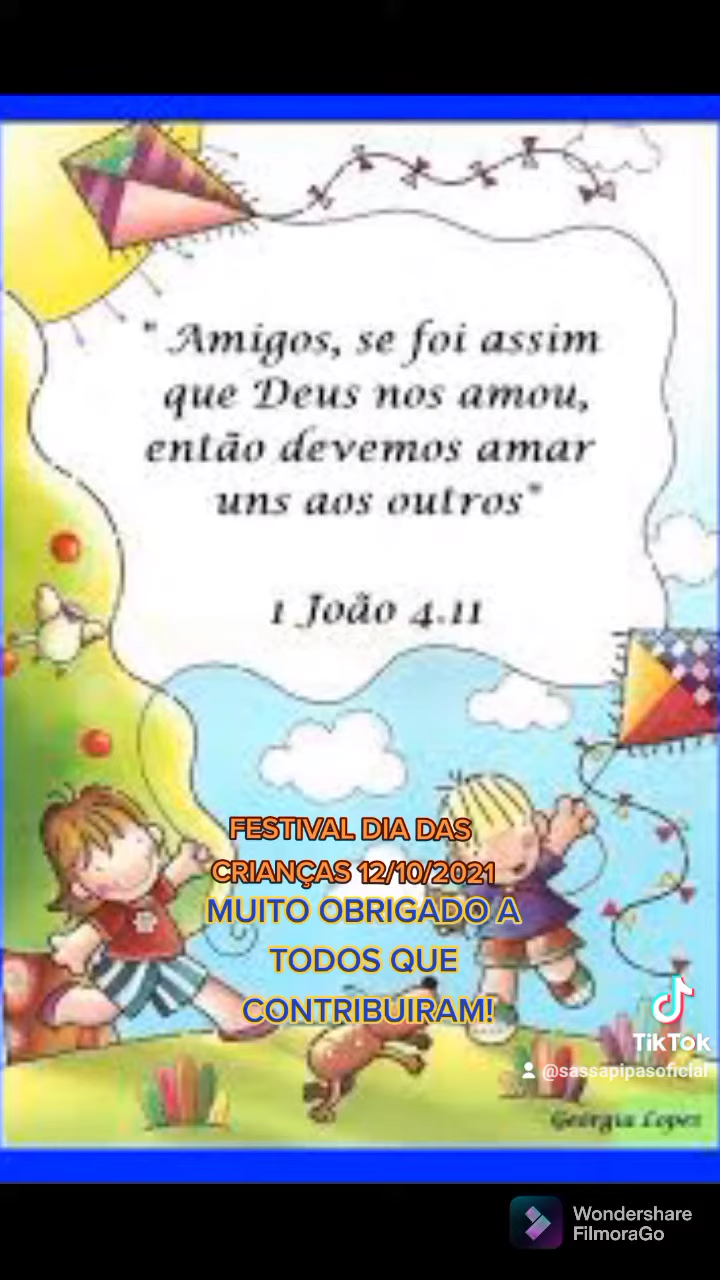 " Amigos, se foi assim
que Deus nos amou,
então devemos amar
uns aos outros"
1 João 4.11
FESTIVAL DIA DAS
CRIANÇAS 12/10/2021
MUITO OBRIGADO A
TODOS QUE
CONTRIBUIRAM!
TikTok
@sassapipasoficial
Georgia Lopes
Wondershare
FilmoraGo